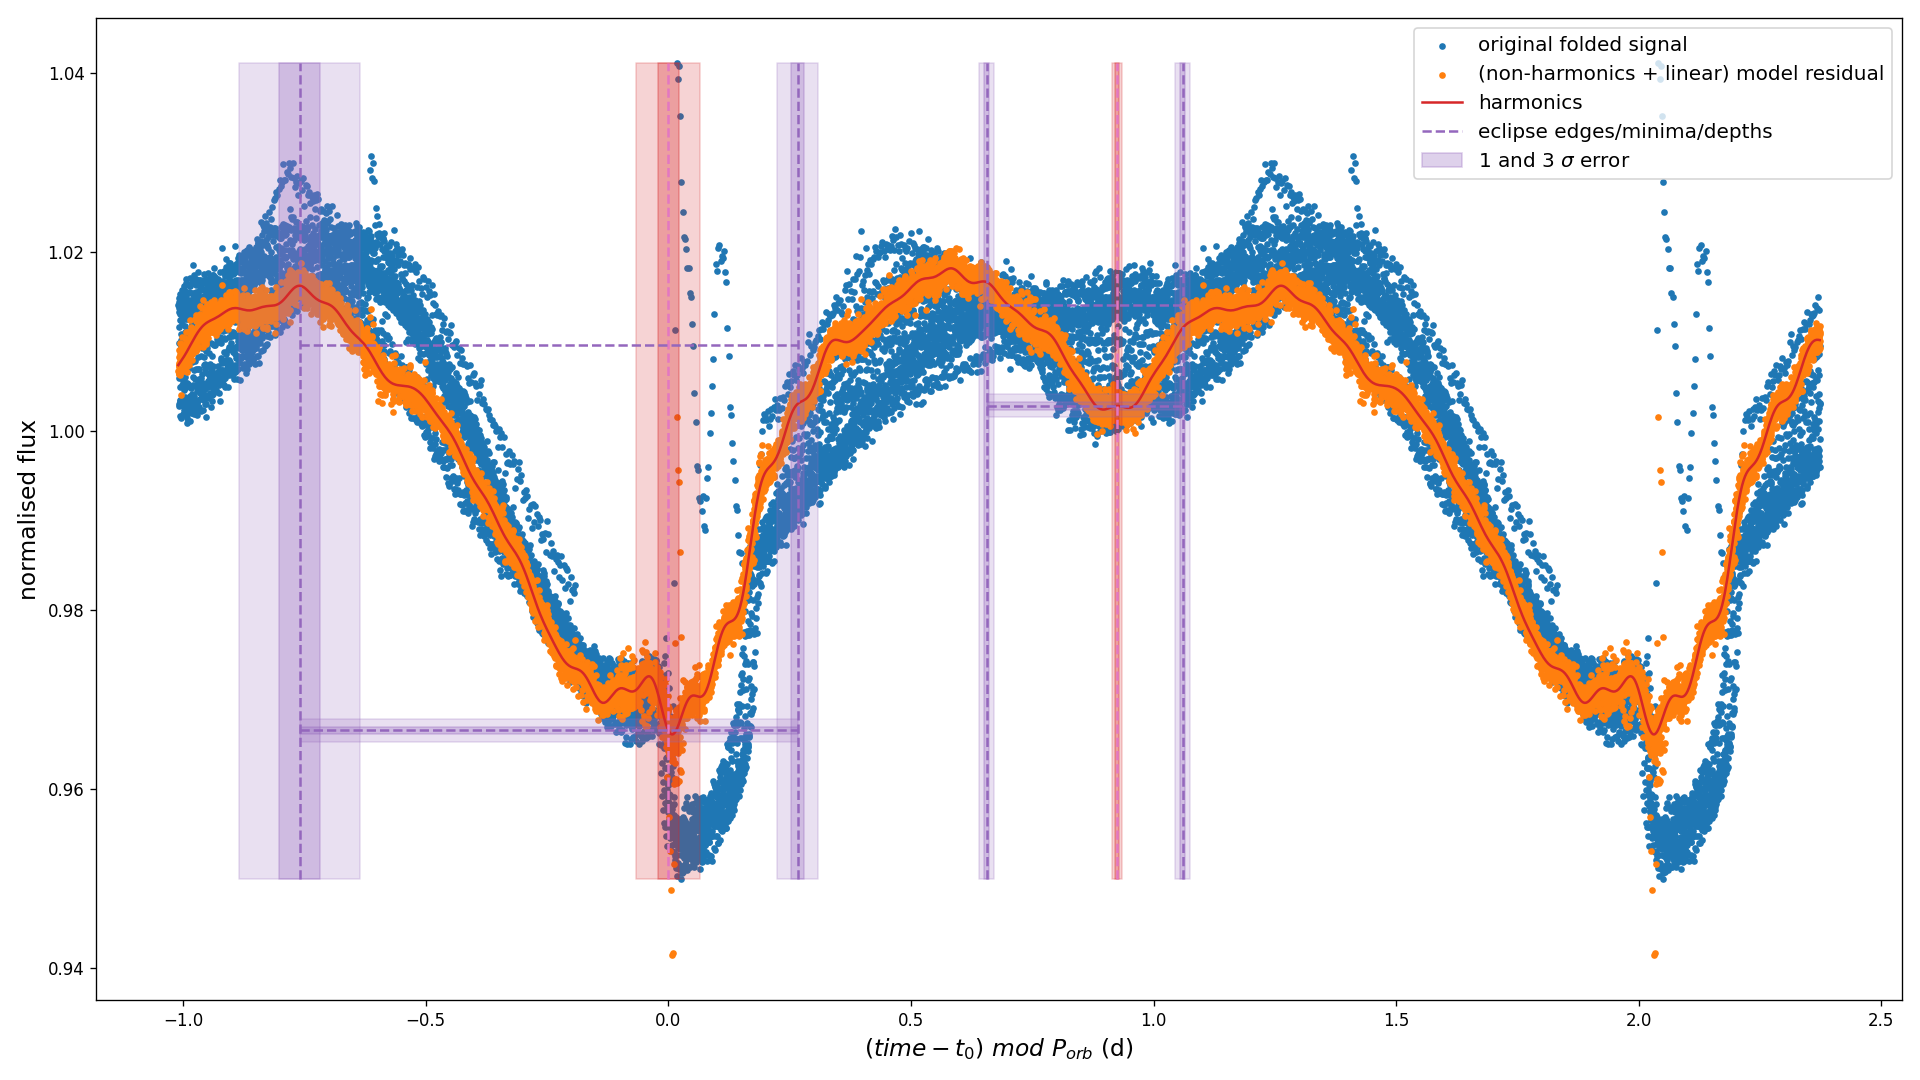 original folded signal
(non-harmonics + linear) model residual
harmonics
eclipse edges/minima/depths
1 and 3 σ error
1.04
1.02
1.00
0.98
0.96
0.94
normalised flux
−1.0 −0.5 0.0 0.5 1.0 1.5 2.0 2.5
(time − t₀) mod P_orb (d)